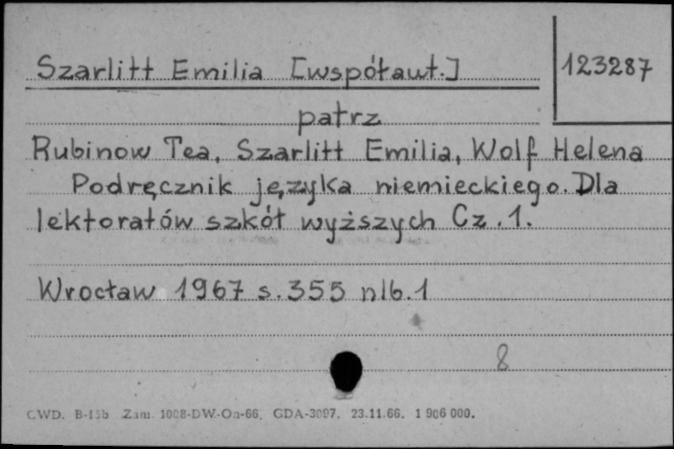 Szarlitt Emilia [współaut.]
123287
patrz
Rubinow Tea, Szarlitt Emilia, Wolf Helena
Podręcznik języka niemieckiego. Dla
lektoratów szkół wyższych Cz. 1.
Wrocław 1967 s. 355 nlb. 1
8
CWD. B-15b Zam. 1008-DW-On-66. GDA-3097. 23.11.66. 1 906 000.